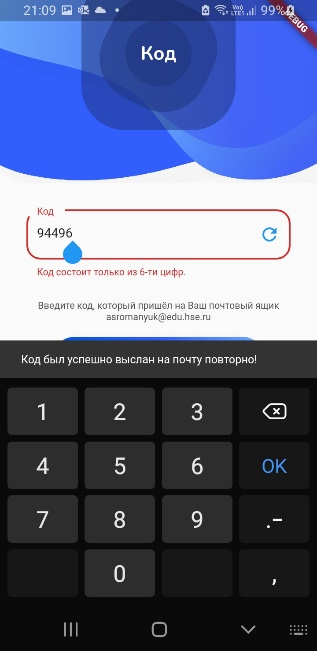 21:09
99%
DEBUG
Код
Код
94496
Код состоит только из 6-ти цифр.
Введите код, который пришёл на Ваш почтовый ящик
asromanyuk@edu.hse.ru
Код был успешно выслан на почту повторно!
1 2 3
4 5 6 OK
7 8 9 .-
0 ,